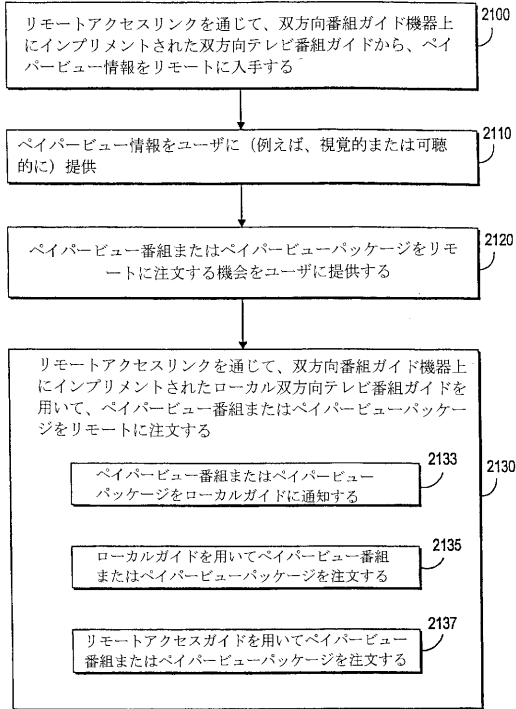 リモートアクセスリンクを通じて、双方向番組ガイド機器上
にインプリメントされた双方向テレビ番組ガイドから、ペイ
パービュー情報をリモートに入手する
2100
ペイパービュー情報をユーザに（例えば、視覚的または可聴
的に）提供
2110
ペイパービュー番組またはペイパービューパッケージをリモ
ートに注文する機会をユーザに提供する
2120
リモートアクセスリンクを通じて、双方向番組ガイド機器上
にインプリメントされたローカル双方向テレビ番組ガイドを
用いて、ペイパービュー番組またはペイパービューパッケー
ジをリモートに注文する
2130
ペイパービュー番組またはペイパービュー
パッケージをローカルガイドに通知する
2133
ローカルガイドを用いてペイパービュー番組
またはペイパービューパッケージを注文する
2135
リモートアクセスガイドを用いてペイパービュー
番組またはペイパービューパッケージを注文する
2137